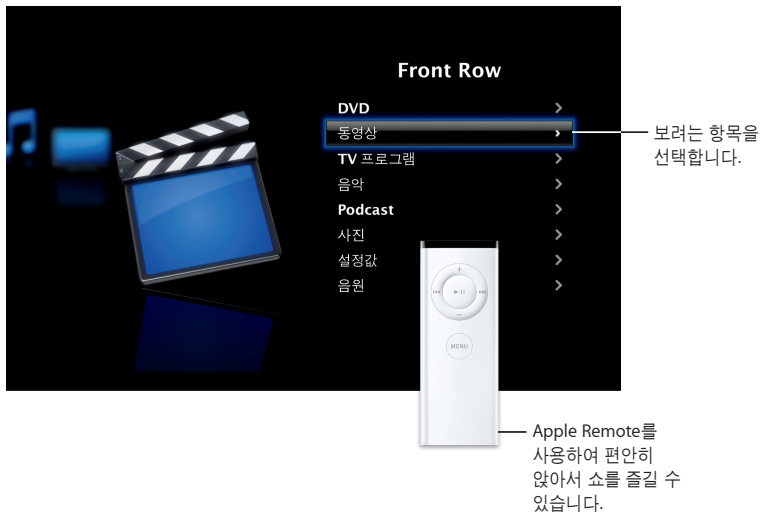 Front Row
DVD
동영상
TV 프로그램
음악
Podcast
사진
설정값
음원
보려는 항목을
선택합니다.
MENU
Apple Remote를
사용하여 편안히
앉아서 쇼를 즐길 수
있습니다.